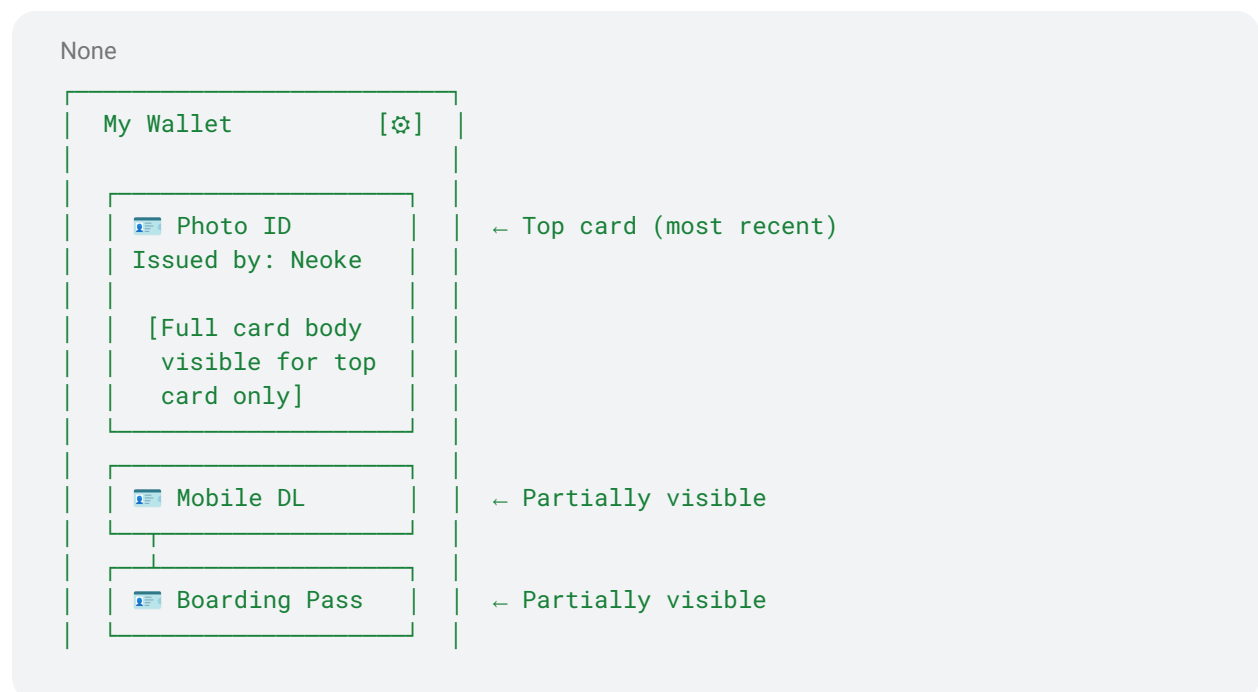 None
My Wallet [⚙]
🪪 Photo ID ← Top card (most recent)
Issued by: Neoke
[Full card body
visible for top
card only]
🪪 Mobile DL ← Partially visible
🪪 Boarding Pass ← Partially visible